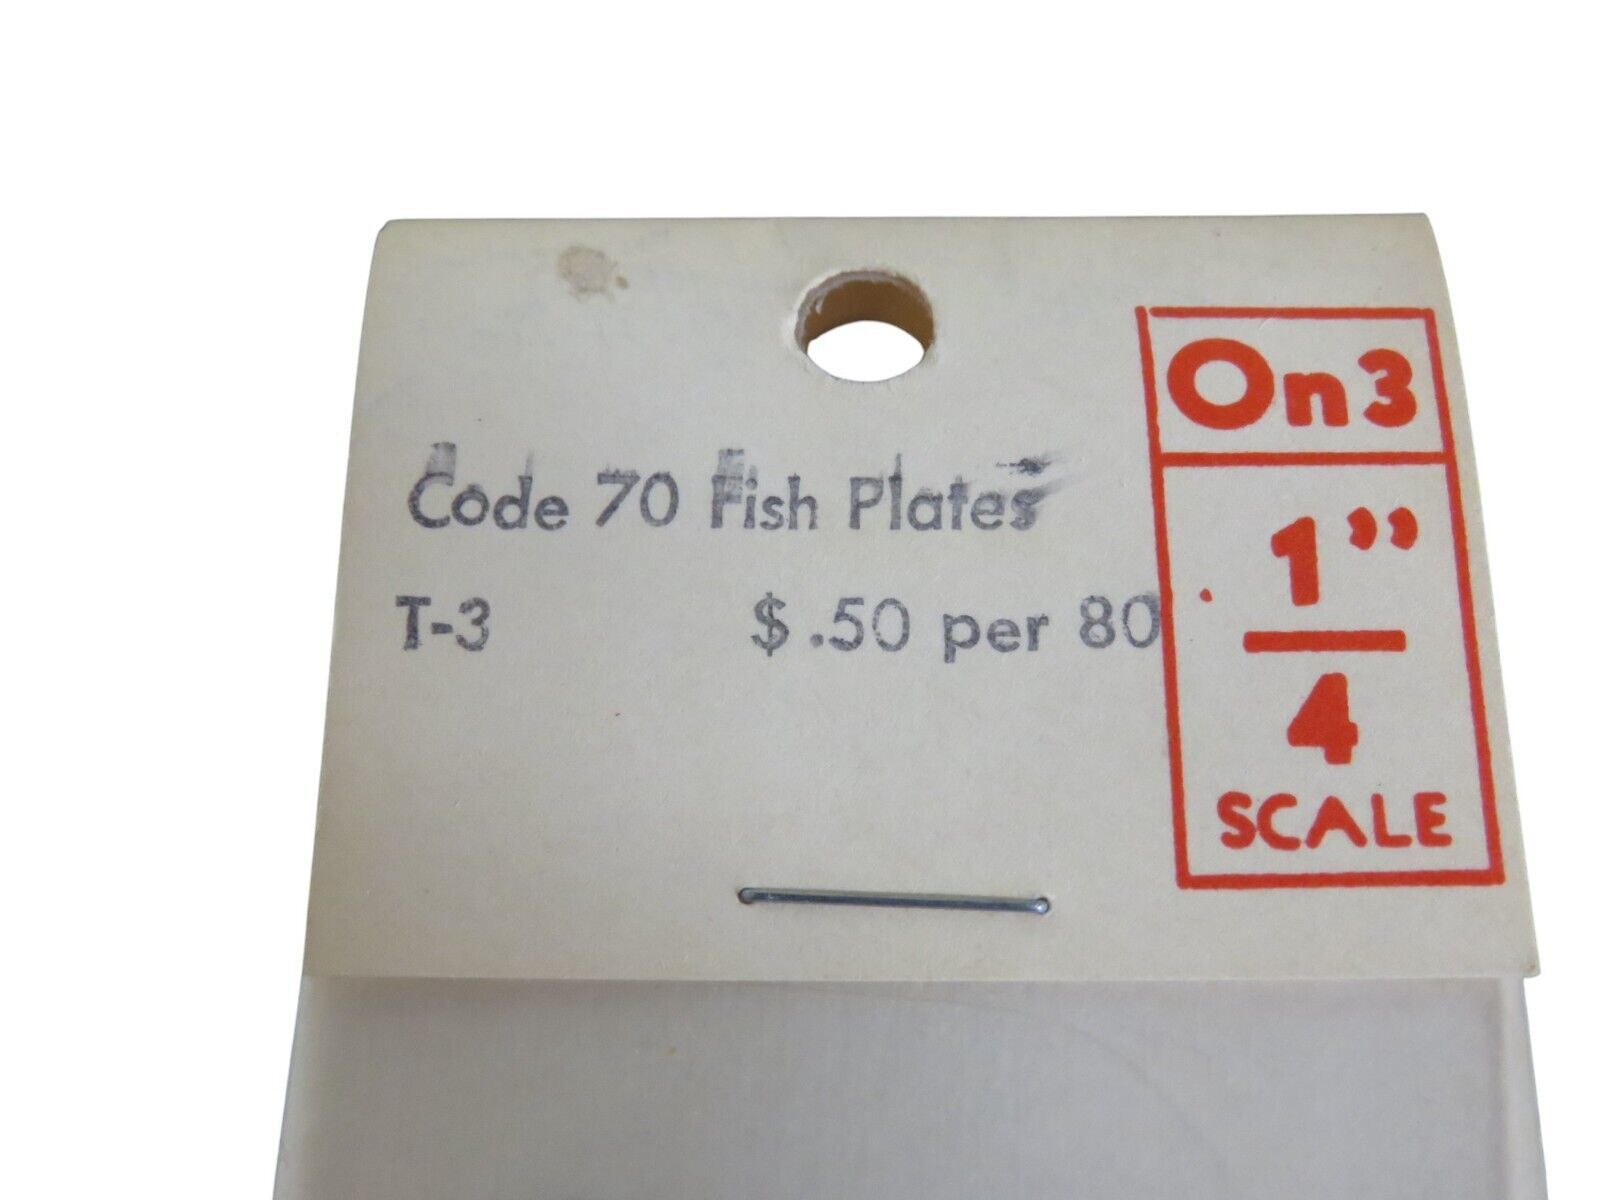 Code 70 Fish Plates
T-3 $ .50 per 80
On3
1"
4
SCALE